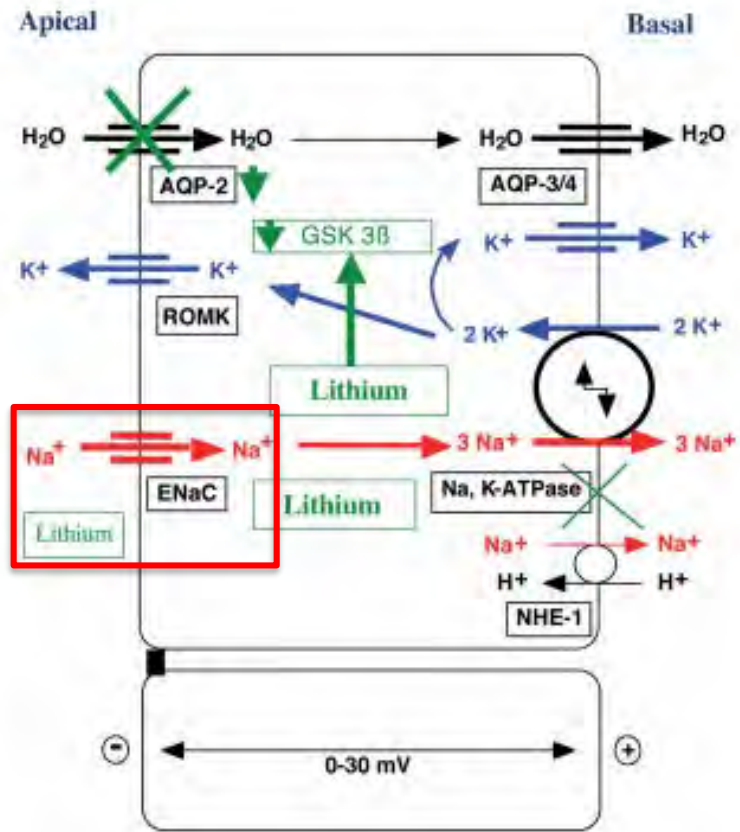 Apical Basal
H₂O H₂O H₂O H₂O
AQP-2 AQP-3/4
GSK 3ß
K+ K+ K+ K+
ROMK 2 K+ 2 K+
Lithium
Na⁺ Na⁺ 3 Na⁺ 3 Na⁺
ENaC Na, K-ATPase
Lithium Lithium
Na⁺ Na⁺
H⁺ H⁺
NHE-1
- +
0-30 mV